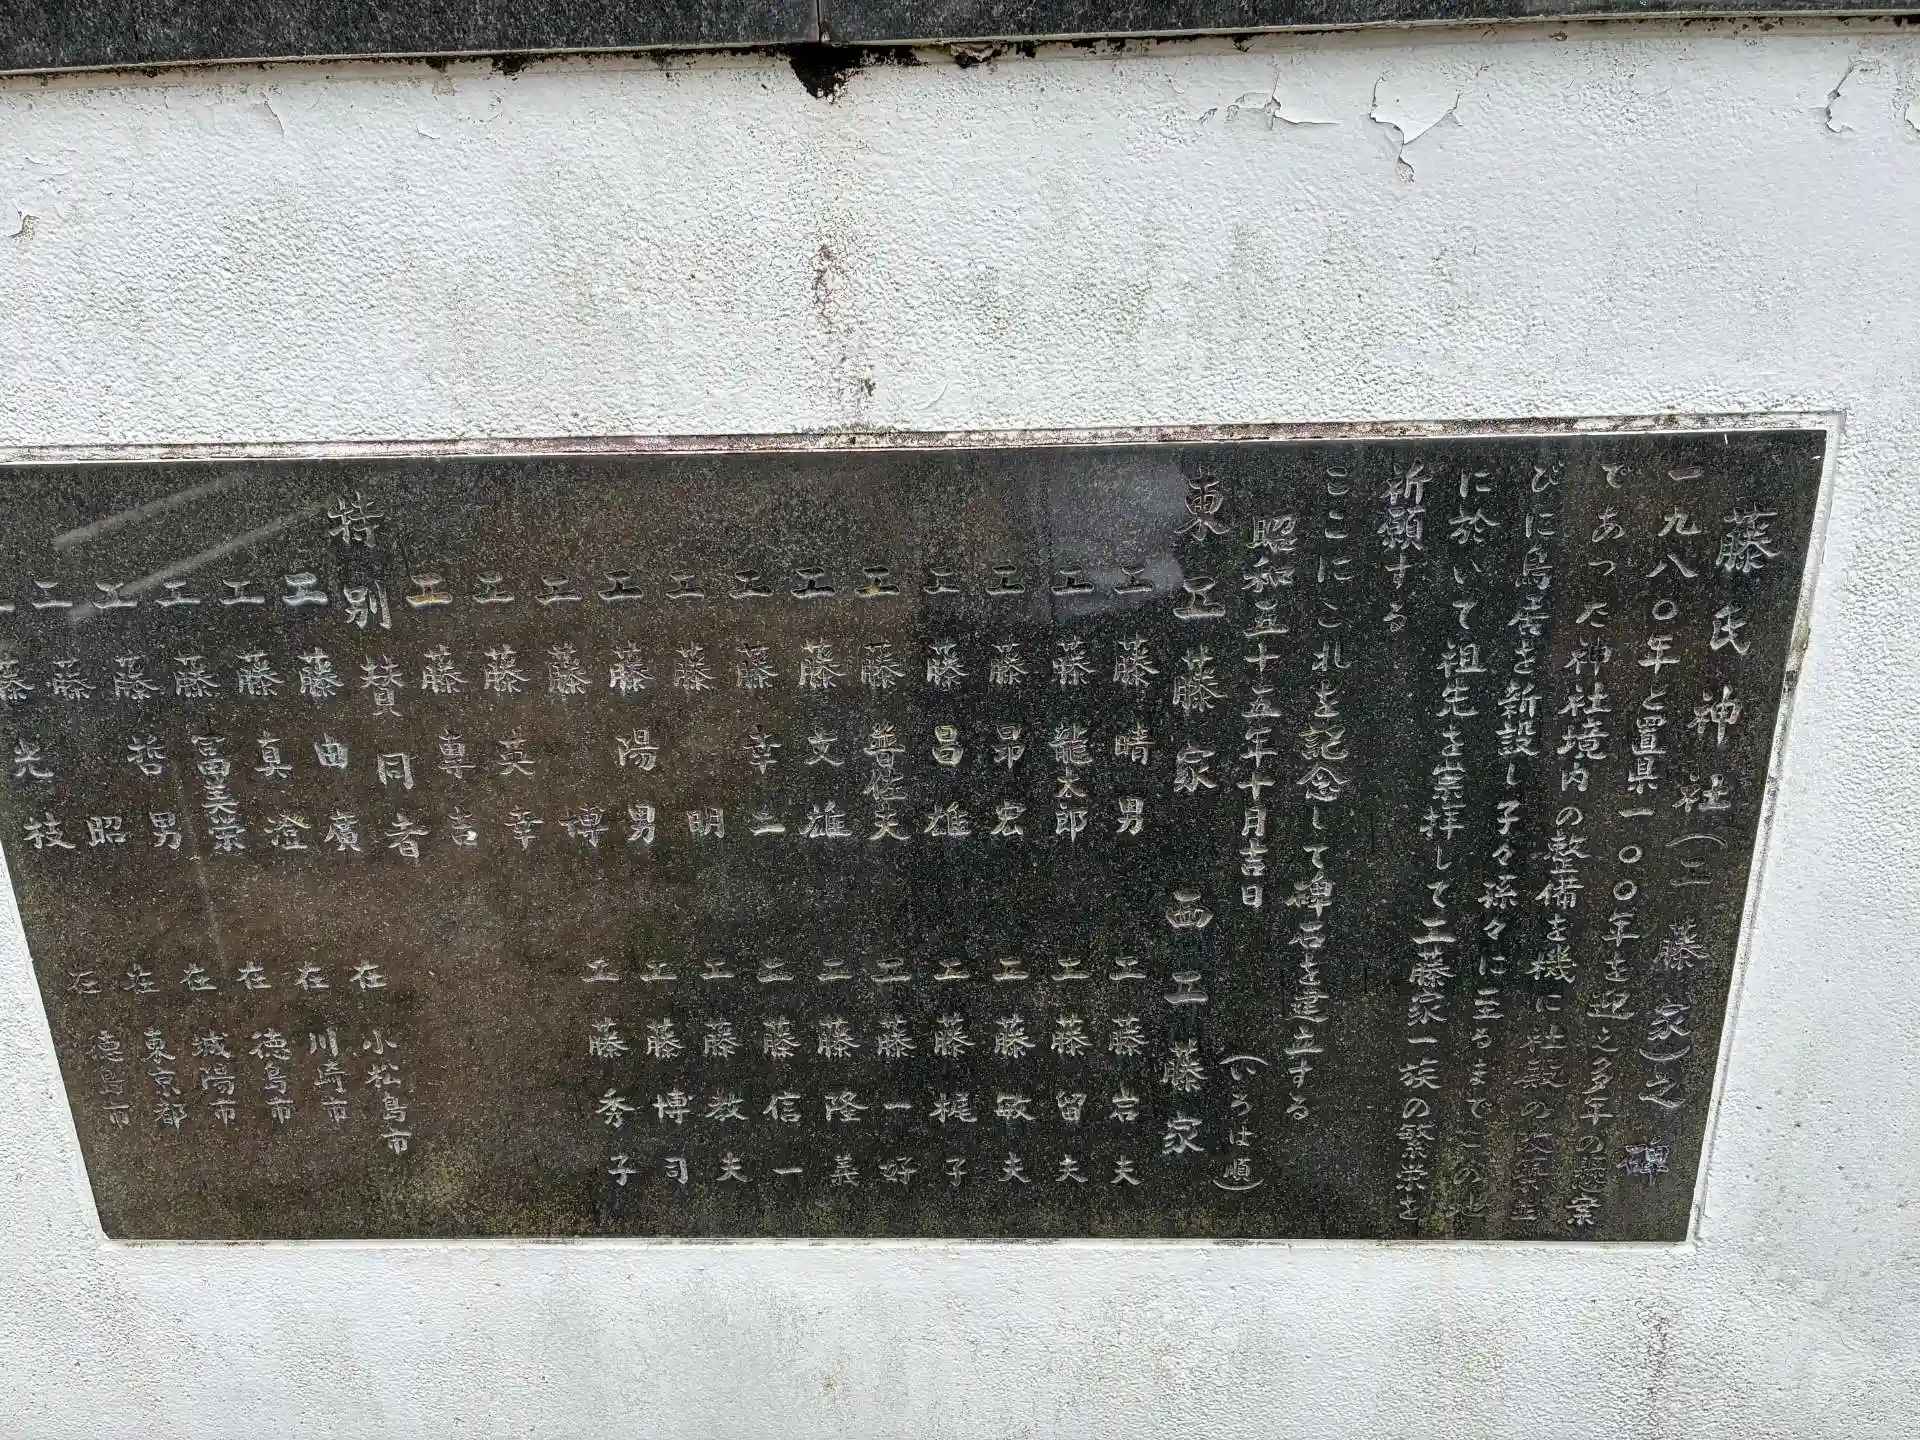 藤氏神社（工藤家）之碑
一九八〇年と置県一〇〇年を迎え多年の懸案
であった神社境内の整備を機に社殿の改築並
びに鳥居を新設し子々孫々に至るまでこの地
に於いて祖先を崇拝して工藤家一族の繁栄を
祈願する
ここにこれを記念して碑石を建立する
昭和五十五年十月吉日　（いろは順）
東工藤家　西工藤家
工藤晴男　工藤岩夫
工藤龍太郎　工藤留夫
工藤昴宏　工藤敏夫
工藤昌雄　工藤梶子
工藤普佐夫　工藤一好
工藤文雄　工藤隆義
工藤幸二　工藤信一
工藤明　工藤教夫
工藤陽男　工藤博司
工藤博　工藤秀子
工藤英幸
工藤専吉
特別賛同者
工藤由廣　在小松島市
工藤真澄　在川崎市
工藤富美栄　在徳島市
工藤哲男　在城陽市
工藤昭　在東京都
工藤光枝　在徳島市